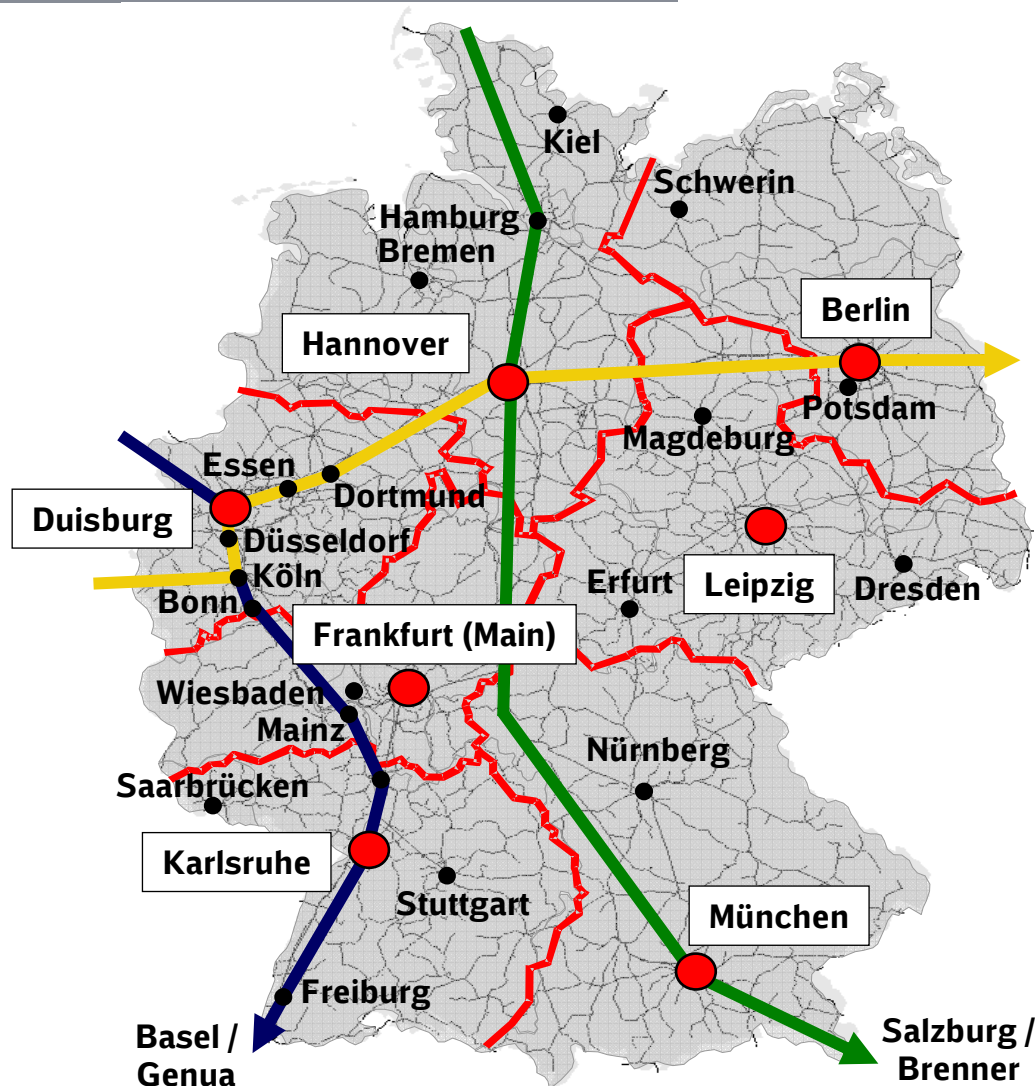 Kiel
Schwerin
Hamburg
Bremen
Berlin
Hannover
Potsdam
Magdeburg
Essen
Dortmund
Duisburg
Düsseldorf
Köln
Bonn
Erfurt
Leipzig
Dresden
Frankfurt (Main)
Wiesbaden
Mainz
Nürnberg
Saarbrücken
Karlsruhe
Stuttgart
München
Freiburg
Basel /
Genua
Salzburg /
Brenner